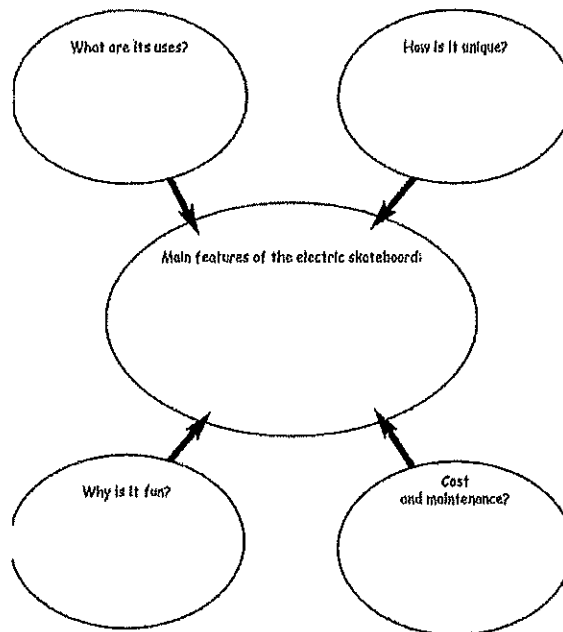 What are its uses?
How is it unique?
Main features of the electric skateboard:
Why is it fun?
Cost
and maintenance?